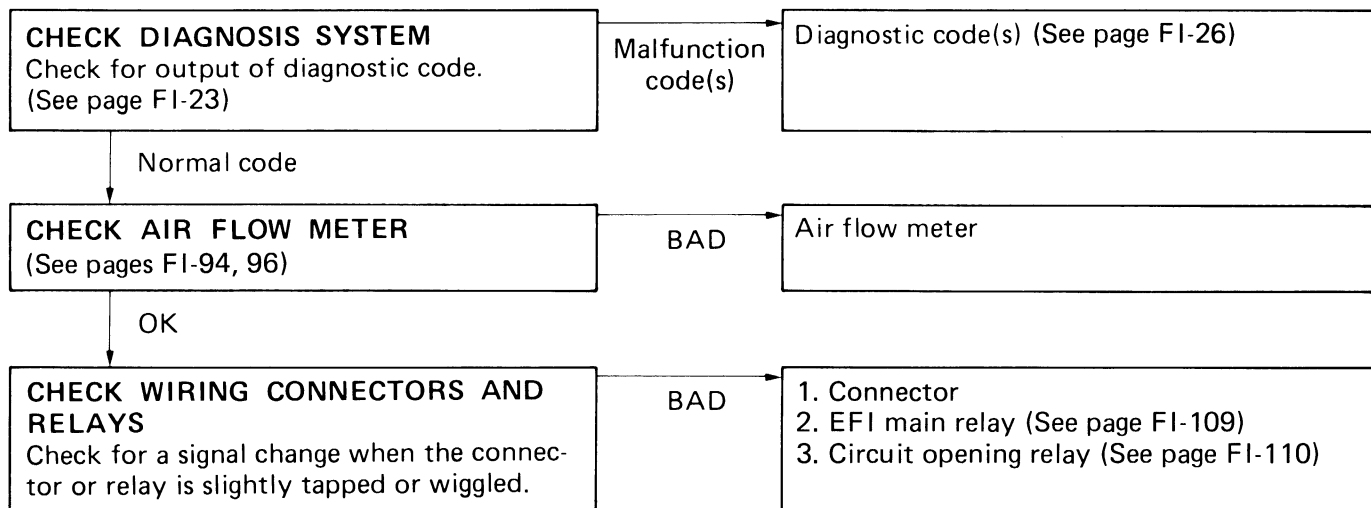 CHECK DIAGNOSIS SYSTEM
Check for output of diagnostic code.
(See page FI-23)
Malfunction
code(s)
Diagnostic code(s) (See page FI-26)
Normal code
CHECK AIR FLOW METER
(See pages FI-94, 96)
BAD
Air flow meter
OK
CHECK WIRING CONNECTORS AND
RELAYS
Check for a signal change when the connec-
tor or relay is slightly tapped or wiggled.
BAD
1. Connector
2. EFI main relay (See page FI-109)
3. Circuit opening relay (See page FI-110)